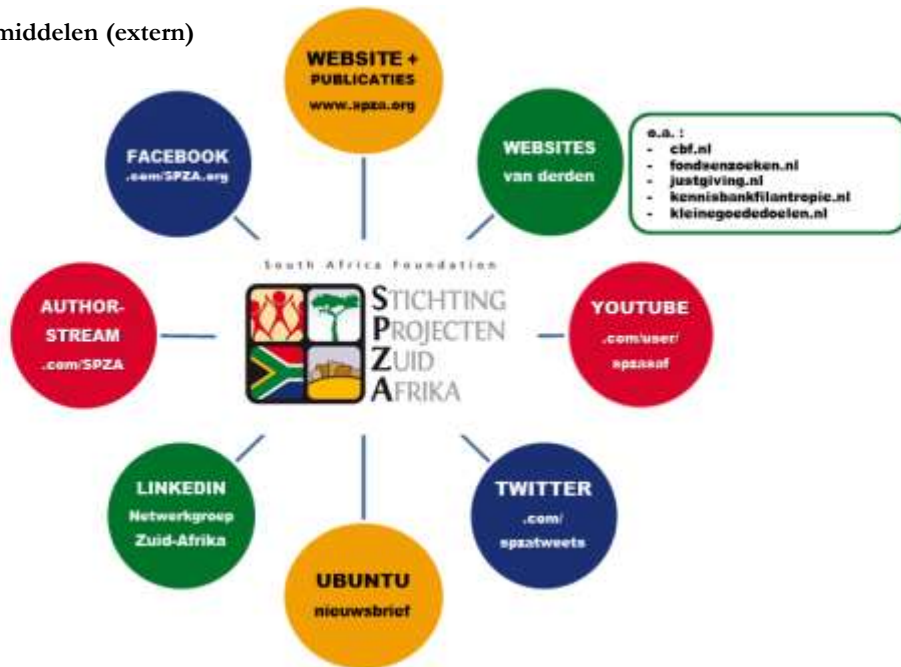 middelen (extern)
WEBSITE +
PUBLICATIES
www.spza.org
FACEBOOK
.com/SPZA.org
WEBSITES
van derden
o.a. :
- cbf.nl
- fondsenzoeken.nl
- justgiving.nl
- kennisbankfilantropie.nl
- kleinegoededoelen.nl
South Africa Foundation
STICHTING
PROJECTEN
ZUID
AFRIKA
AUTHOR-
STREAM
.com/SPZA
YOUTUBE
.com/user/
spzasaf
LINKEDIN
Netwerkgroep
Zuid-Afrika
TWITTER
.com/
spzatweets
UBUNTU
nieuwsbrief